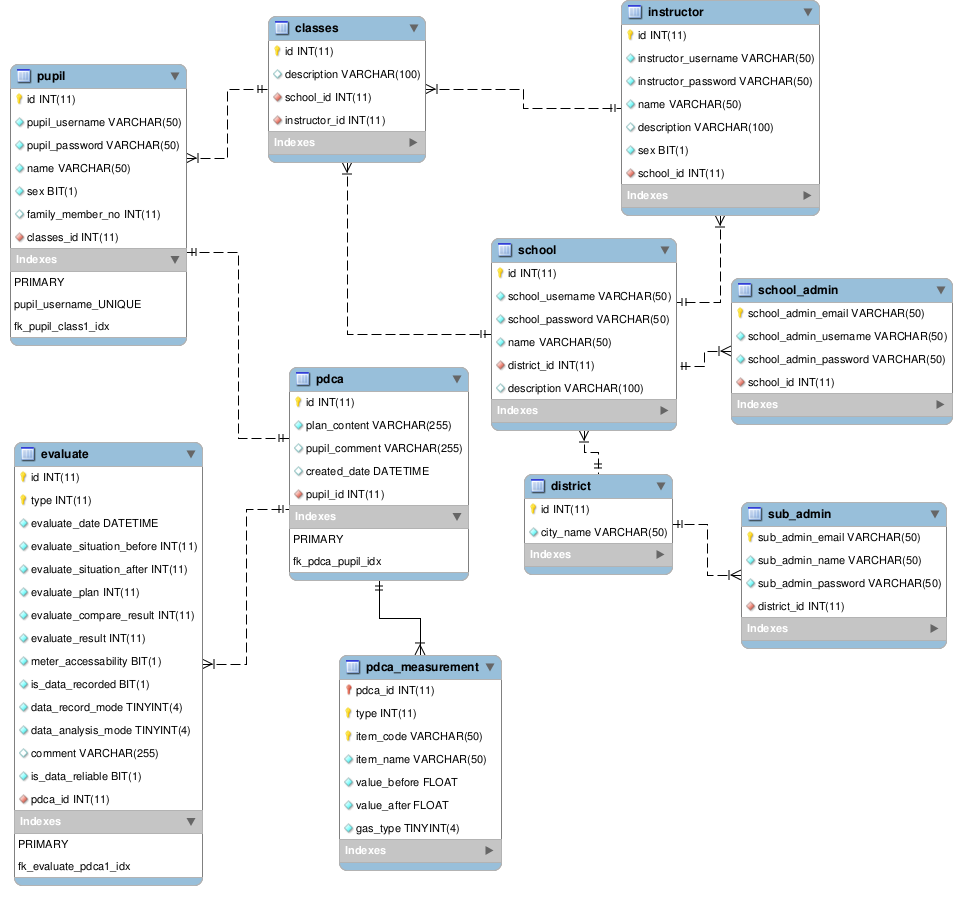 pupil
id INT(11)
pupil_username VARCHAR(50)
pupil_password VARCHAR(50)
name VARCHAR(50)
sex BIT(1)
family_member_no INT(11)
classes_id INT(11)
Indexes
PRIMARY
pupil_username_UNIQUE
fk_pupil_class1_idx
classes
id INT(11)
description VARCHAR(100)
school_id INT(11)
instructor_id INT(11)
Indexes
instructor
id INT(11)
instructor_username VARCHAR(50)
instructor_password VARCHAR(50)
name VARCHAR(50)
description VARCHAR(100)
sex BIT(1)
school_id INT(11)
Indexes
school
id INT(11)
school_username VARCHAR(50)
school_password VARCHAR(50)
name VARCHAR(50)
district_id INT(11)
description VARCHAR(100)
Indexes
school_admin
school_admin_email VARCHAR(50)
school_admin_username VARCHAR(50)
school_admin_password VARCHAR(50)
school_id INT(11)
Indexes
pdca
id INT(11)
plan_content VARCHAR(255)
pupil_comment VARCHAR(255)
created_date DATETIME
pupil_id INT(11)
Indexes
PRIMARY
fk_pdca_pupil_idx
evaluate
id INT(11)
type INT(11)
evaluate_date DATETIME
evaluate_situation_before INT(11)
evaluate_situation_after INT(11)
evaluate_plan INT(11)
evaluate_compare_result INT(11)
evaluate_result INT(11)
meter_accessability BIT(1)
is_data_recorded BIT(1)
data_record_mode TINYINT(4)
data_analysis_mode TINYINT(4)
comment VARCHAR(255)
is_data_reliable BIT(1)
pdca_id INT(11)
Indexes
PRIMARY
fk_evaluate_pdca1_idx
district
id INT(11)
city_name VARCHAR(50)
Indexes
sub_admin
sub_admin_email VARCHAR(50)
sub_admin_name VARCHAR(50)
sub_admin_password VARCHAR(50)
district_id INT(11)
Indexes
pdca_measurement
pdca_id INT(11)
type INT(11)
item_code VARCHAR(50)
item_name VARCHAR(50)
value_before FLOAT
value_after FLOAT
gas_type TINYINT(4)
Indexes